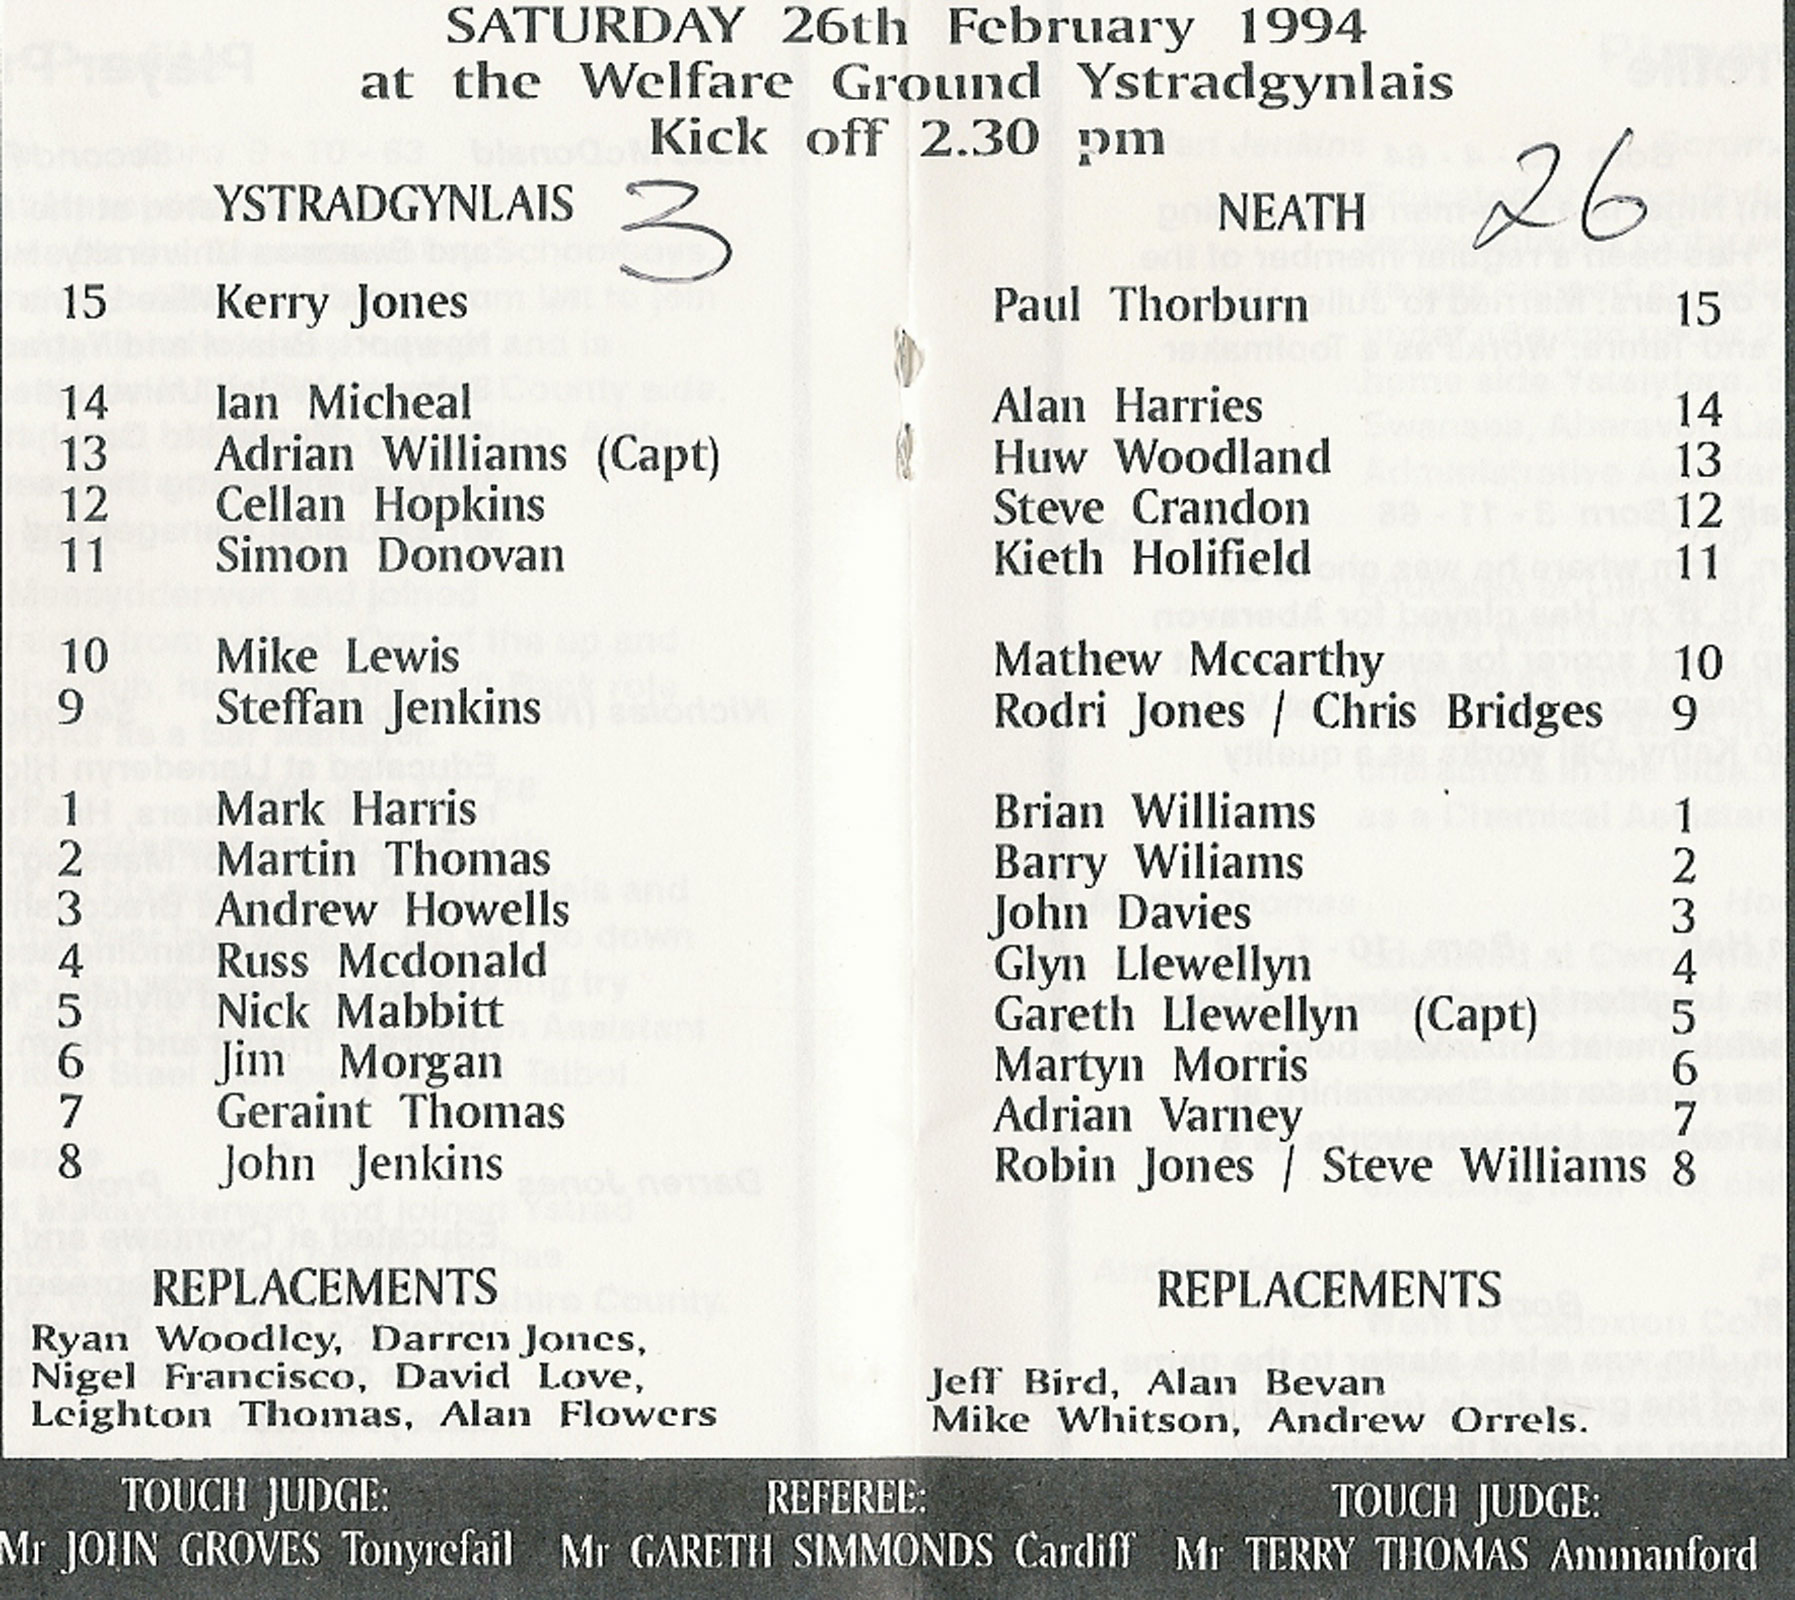 SATURDAY 26th February 1994
at the Welfare Ground Ystradgynlais
Kick off 2.30 pm
YSTRADGYNLAIS 3
15 Kerry Jones
14 Ian Micheal
13 Adrian Williams (Capt)
12 Cellan Hopkins
11 Simon Donovan
10 Mike Lewis
9 Steffan Jenkins
1 Mark Harris
2 Martin Thomas
3 Andrew Howells
4 Russ Mcdonald
5 Nick Mabbitt
6 Jim Morgan
7 Geraint Thomas
8 John Jenkins
REPLACEMENTS
Ryan Woodley, Darren Jones,
Nigel Francisco, David Love,
Leighton Thomas, Alan Flowers
NEATH 26
Paul Thorburn 15
Alan Harries 14
Huw Woodland 13
Steve Crandon 12
Kieth Holifield 11
Mathew Mccarthy 10
Rodri Jones / Chris Bridges 9
Brian Williams 1
Barry Wiliams 2
John Davies 3
Glyn Llewellyn 4
Gareth Llewellyn (Capt) 5
Martyn Morris 6
Adrian Varney 7
Robin Jones / Steve Williams 8
REPLACEMENTS
Jeff Bird, Alan Bevan
Mike Whitson, Andrew Orrels.
TOUCH JUDGE:
Mr JOHN GROVES Tonyrefail
REFEREE:
Mr GARETH SIMMONDS Cardiff
TOUCH JUDGE:
Mr TERRY THOMAS Ammanford